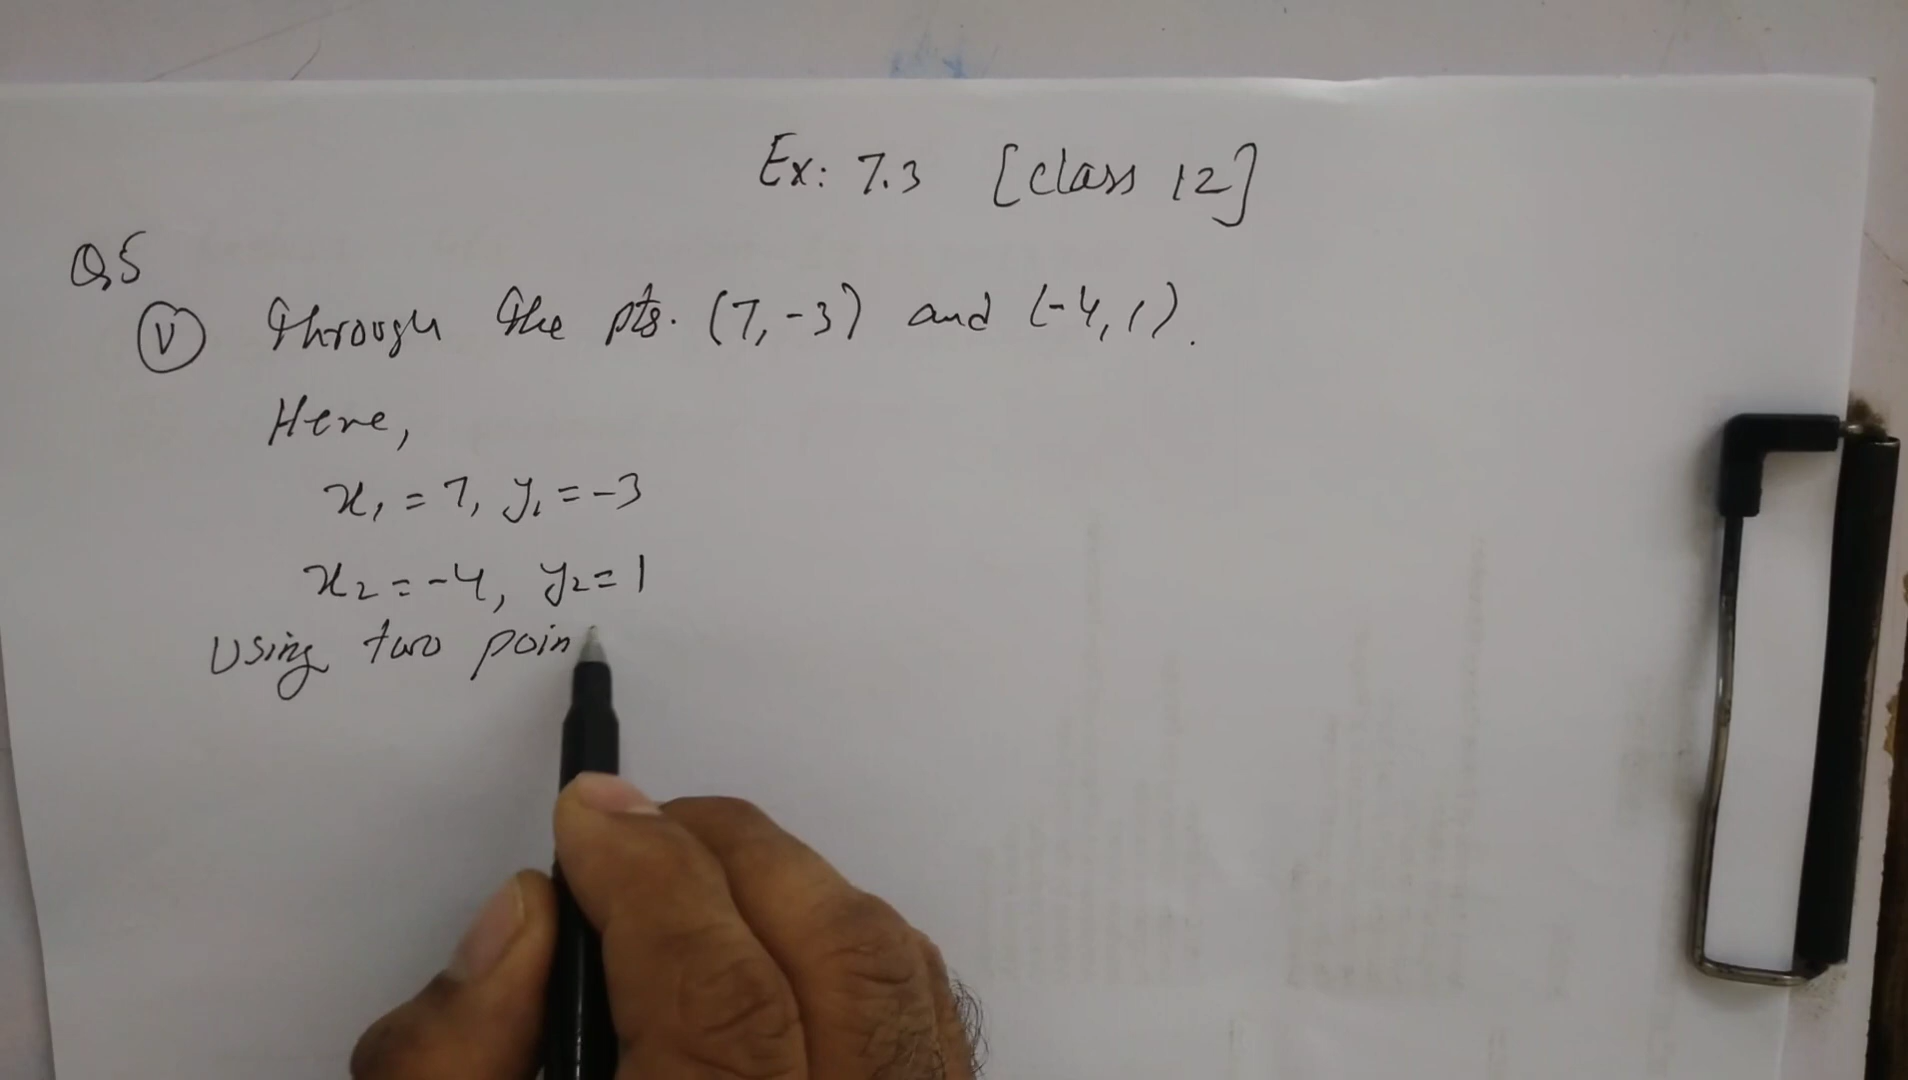 Ex: 7.3 [class 12]
Q5
(v) through the pts. (7, -3) and (-4, 1).
Here,
x₁ = 7, y₁ = -3
x₂ = -4, y₂ = 1
Using two poin